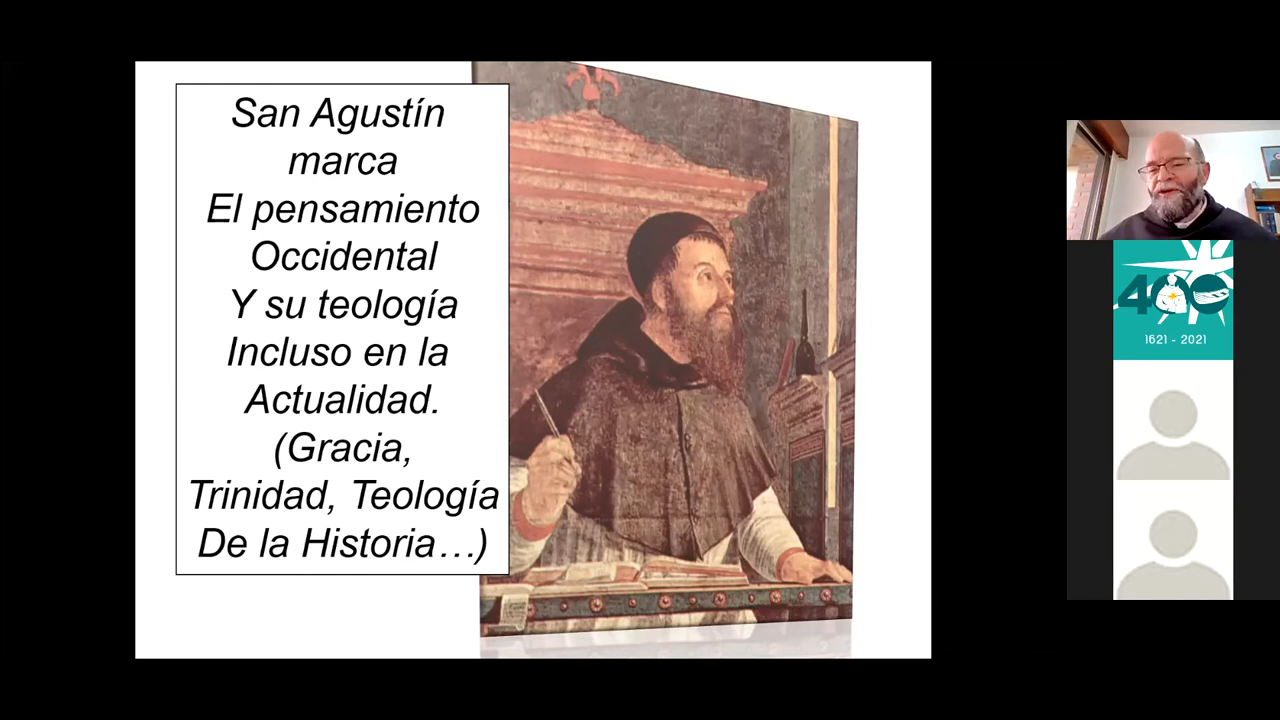 San Agustín
marca
El pensamiento
Occidental
Y su teología
Incluso en la
Actualidad.
(Gracia,
Trinidad, Teología
De la Historia…)
400
1621 - 2021